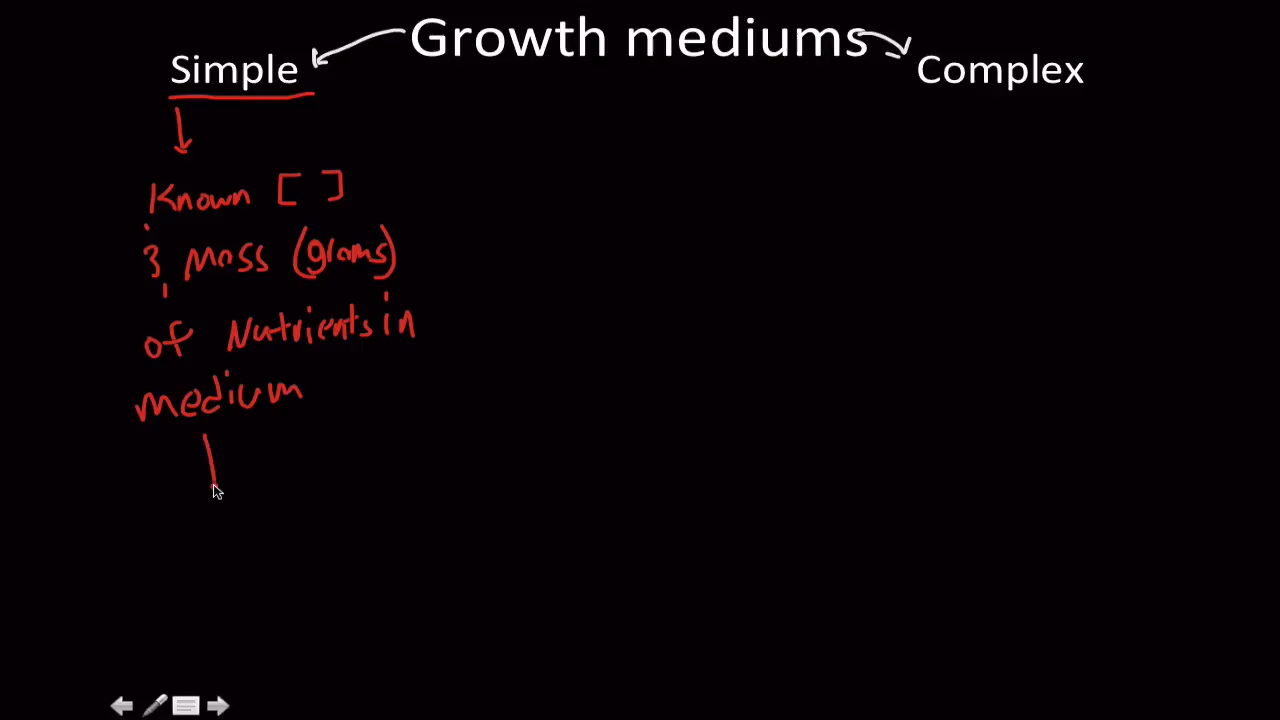 Growth mediums
Simple
Complex
Known [ ]
& Mass (grams)
of Nutrients in
medium